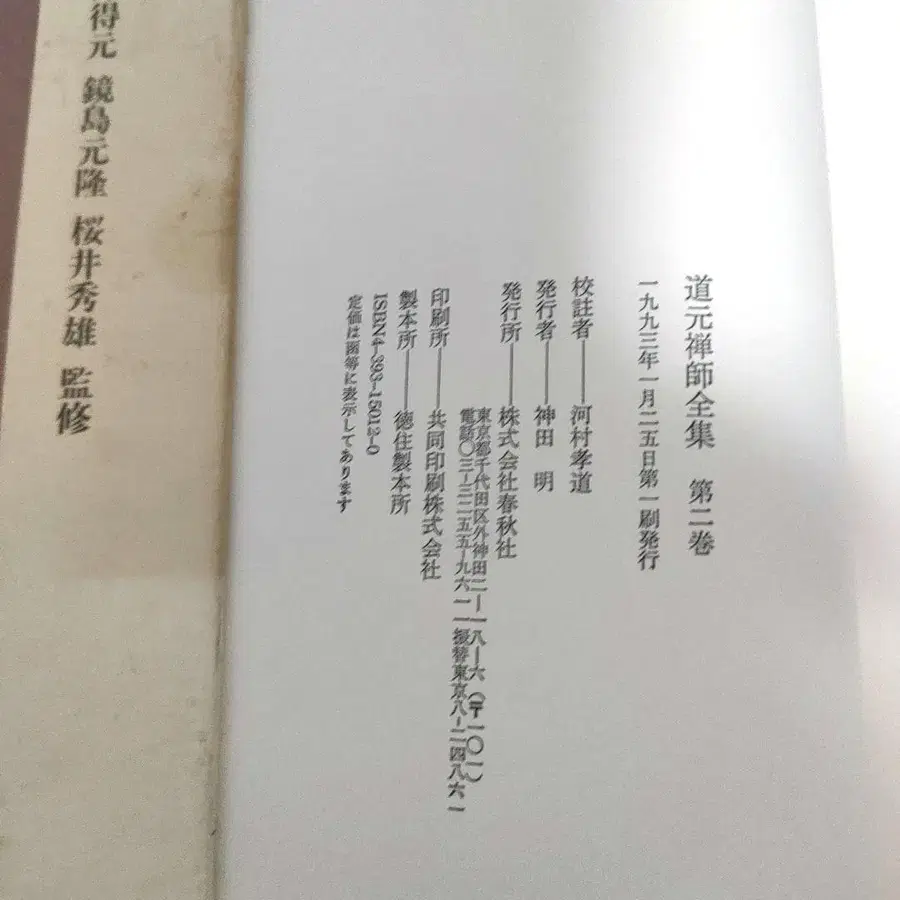 道元禅師全集　第二巻
一九九三年一月二五日第一刷発行
校註者――河村孝道
発行者――神田　明
発行所――株式会社春秋社
東京都千代田区外神田二―一八―六（〒一〇一）
電話〇三―三二五五―九六一一　振替東京八―二四八六一
印刷所――共同印刷株式会社
製本所――徳住製本所
ISBN4-393-15012-0
定価は函等に表示してあります
得元　鏡島元隆　桜井秀雄　監修